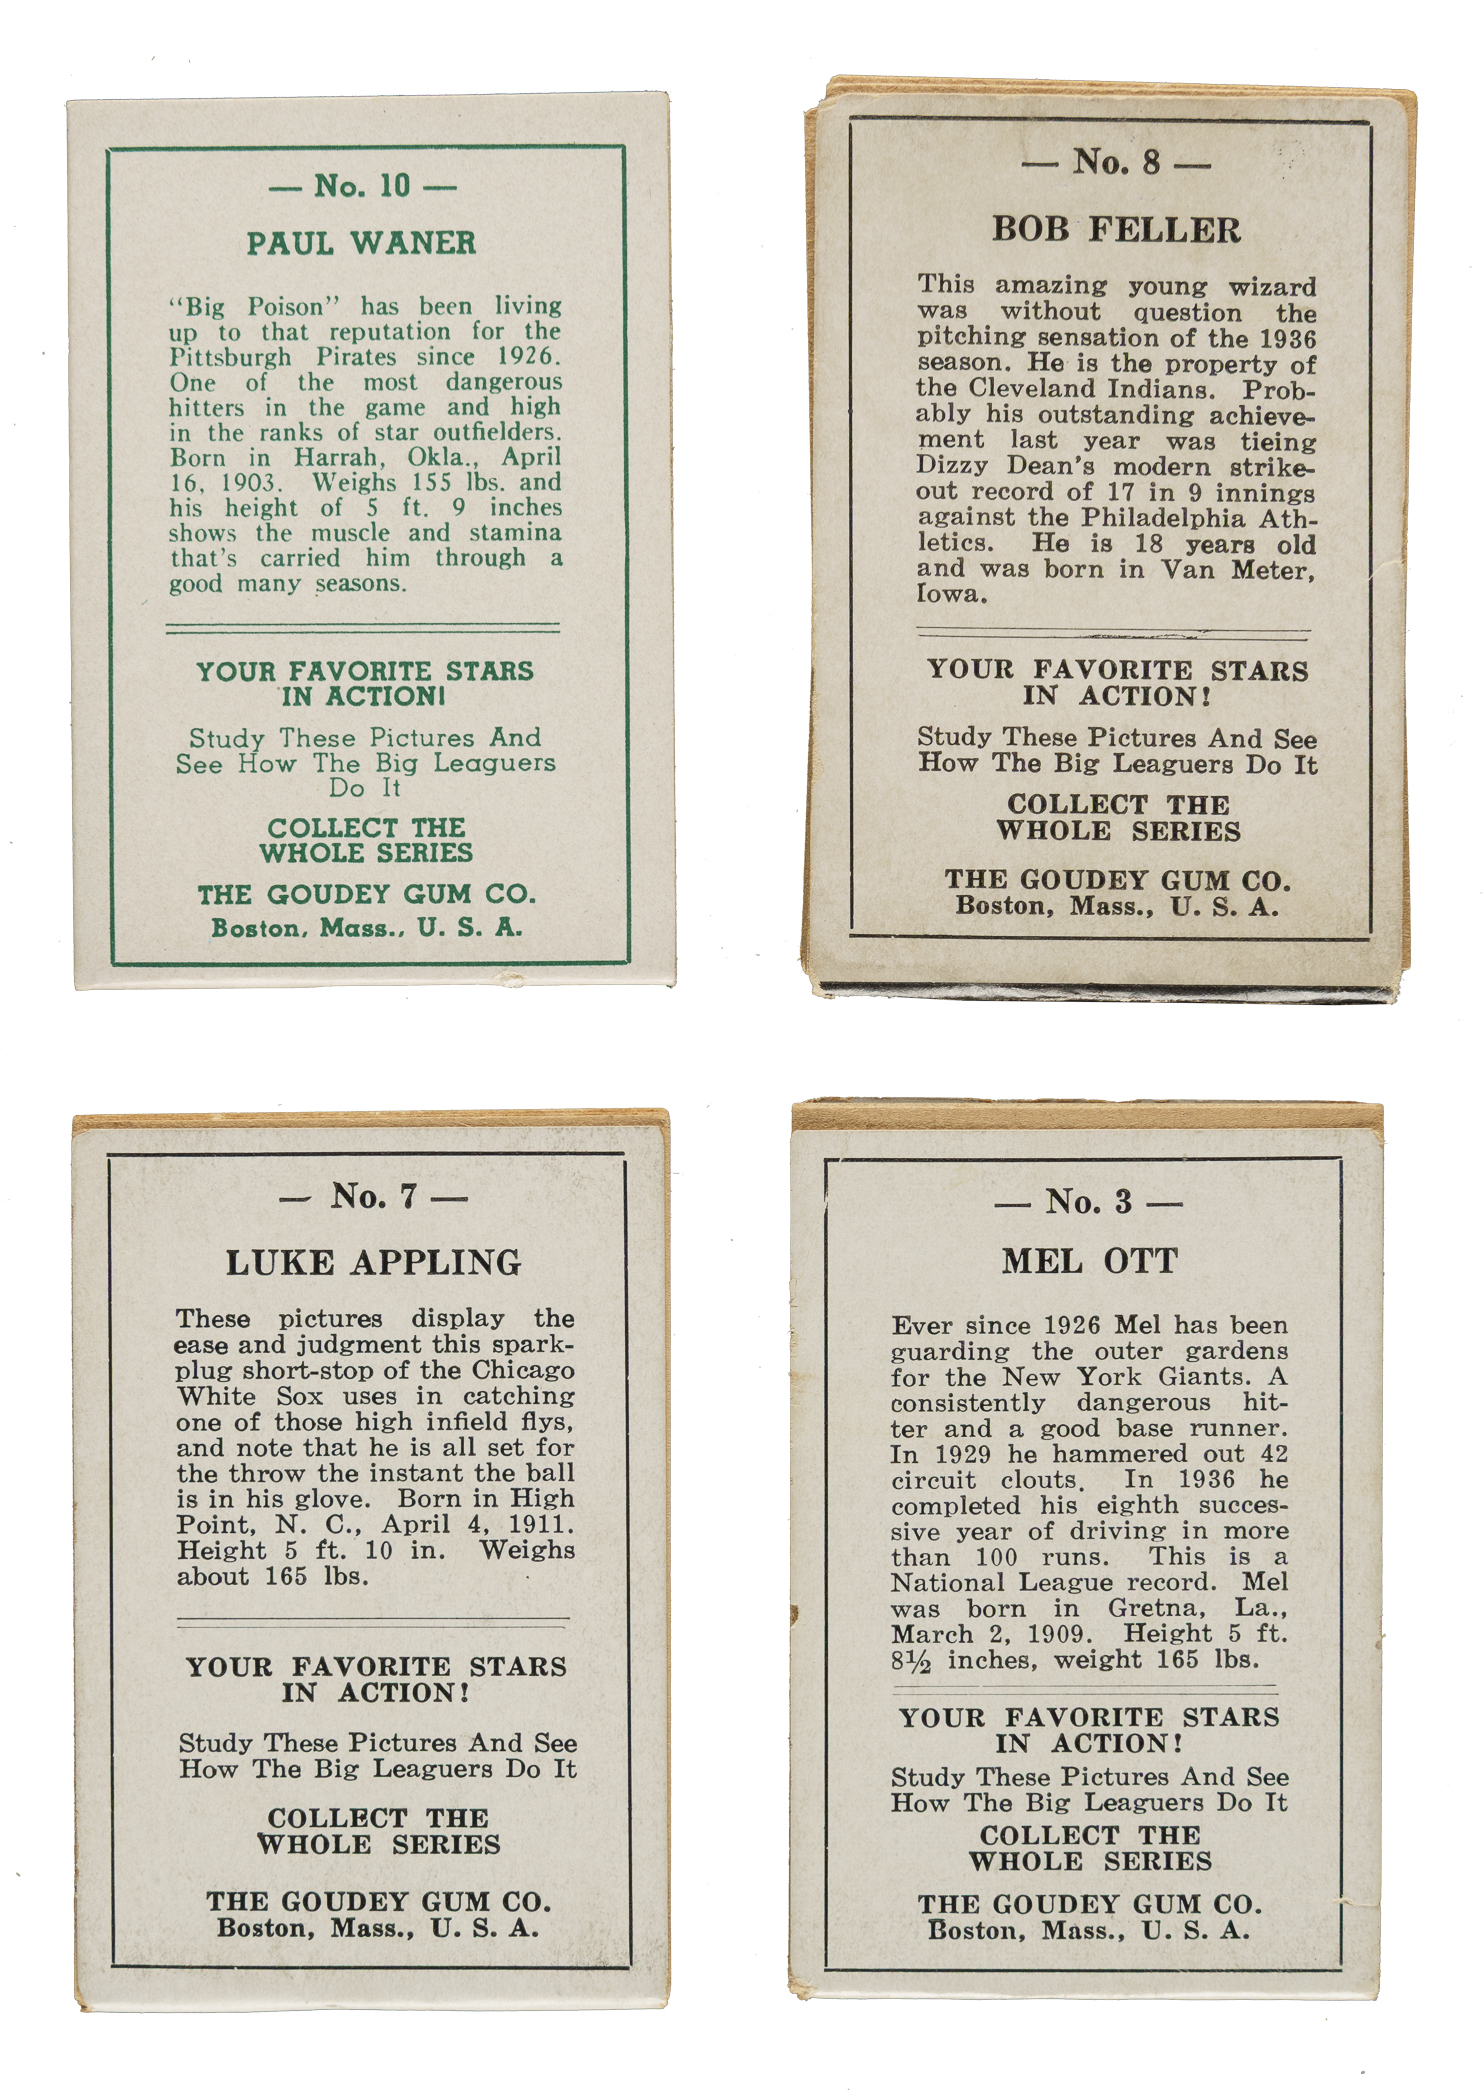 — No. 10 —
PAUL WANER
“Big Poison” has been living
up to that reputation for the
Pittsburgh Pirates since 1926.
One of the most dangerous
hitters in the game and high
in the ranks of star outfielders.
Born in Harrah, Okla., April
16, 1903. Weighs 155 lbs. and
his height of 5 ft. 9 inches
shows the muscle and stamina
that's carried him through a
good many seasons.
YOUR FAVORITE STARS
IN ACTION!
Study These Pictures And
See How The Big Leaguers
Do It
COLLECT THE
WHOLE SERIES
THE GOUDEY GUM CO.
Boston, Mass., U. S. A.
— No. 8 —
BOB FELLER
This amazing young wizard
was without question the
pitching sensation of the 1936
season. He is the property of
the Cleveland Indians. Prob-
ably his outstanding achieve-
ment last year was tieing
Dizzy Dean's modern strike-
out record of 17 in 9 innings
against the Philadelphia Ath-
letics. He is 18 years old
and was born in Van Meter,
Iowa.
YOUR FAVORITE STARS
IN ACTION!
Study These Pictures And See
How The Big Leaguers Do It
COLLECT THE
WHOLE SERIES
THE GOUDEY GUM CO.
Boston, Mass., U. S. A.
— No. 7 —
LUKE APPLING
These pictures display the
ease and judgment this spark-
plug short-stop of the Chicago
White Sox uses in catching
one of those high infield flys,
and note that he is all set for
the throw the instant the ball
is in his glove. Born in High
Point, N. C., April 4, 1911.
Height 5 ft. 10 in. Weighs
about 165 lbs.
YOUR FAVORITE STARS
IN ACTION!
Study These Pictures And See
How The Big Leaguers Do It
COLLECT THE
WHOLE SERIES
THE GOUDEY GUM CO.
Boston, Mass., U. S. A.
— No. 3 —
MEL OTT
Ever since 1926 Mel has been
guarding the outer gardens
for the New York Giants. A
consistently dangerous hit-
ter and a good base runner.
In 1929 he hammered out 42
circuit clouts. In 1936 he
completed his eighth succes-
sive year of driving in more
than 100 runs. This is a
National League record. Mel
was born in Gretna, La.,
March 2, 1909. Height 5 ft.
8½ inches, weight 165 lbs.
YOUR FAVORITE STARS
IN ACTION!
Study These Pictures And See
How The Big Leaguers Do It
COLLECT THE
WHOLE SERIES
THE GOUDEY GUM CO.
Boston, Mass., U. S. A.